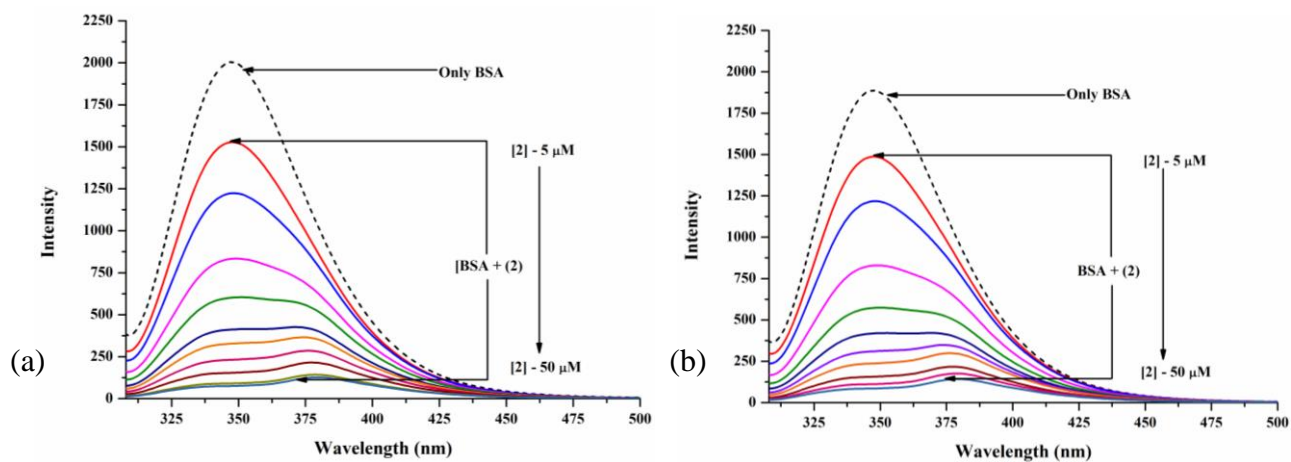 (a)
2250
2000
1750
1500
1250
1000
750
500
250
0
Intensity
Only BSA
[2] - 5 µM
[BSA + (2)
[2] - 50 µM
325 350 375 400 425 450 475 500
Wavelength (nm)
(b)
2250
2000
1750
1500
1250
1000
750
500
250
0
Intensity
Only BSA
[2] - 5 µM
BSA + (2)
[2] - 50 µM
325 350 375 400 425 450 475 500
Wavelength (nm)